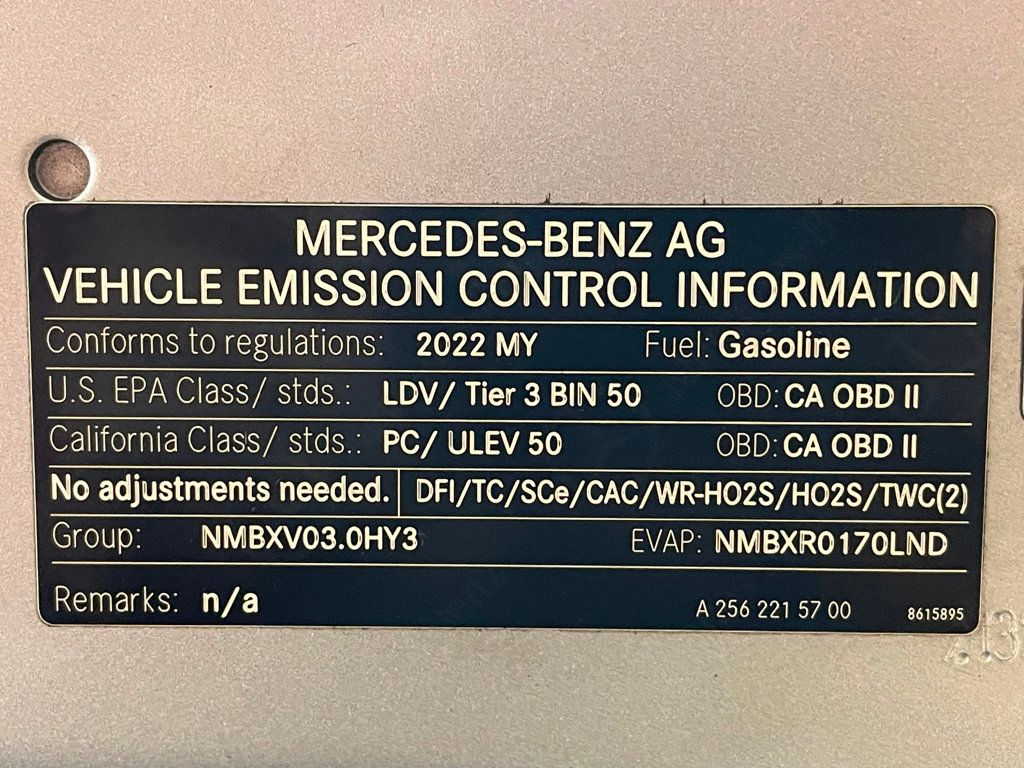 MERCEDES-BENZ AG
VEHICLE EMISSION CONTROL INFORMATION
Conforms to regulations: 2022 MY Fuel: Gasoline
U.S. EPA Class/ stds.: LDV/ Tier 3 BIN 50 OBD: CA OBD II
California Class/ stds.: PC/ ULEV 50 OBD: CA OBD II
No adjustments needed. DFI/TC/SCe/CAC/WR-HO2S/HO2S/TWC(2)
Group: NMBXV03.0HY3 EVAP: NMBXR0170LND
Remarks: n/a A 256 221 57 00 8615895